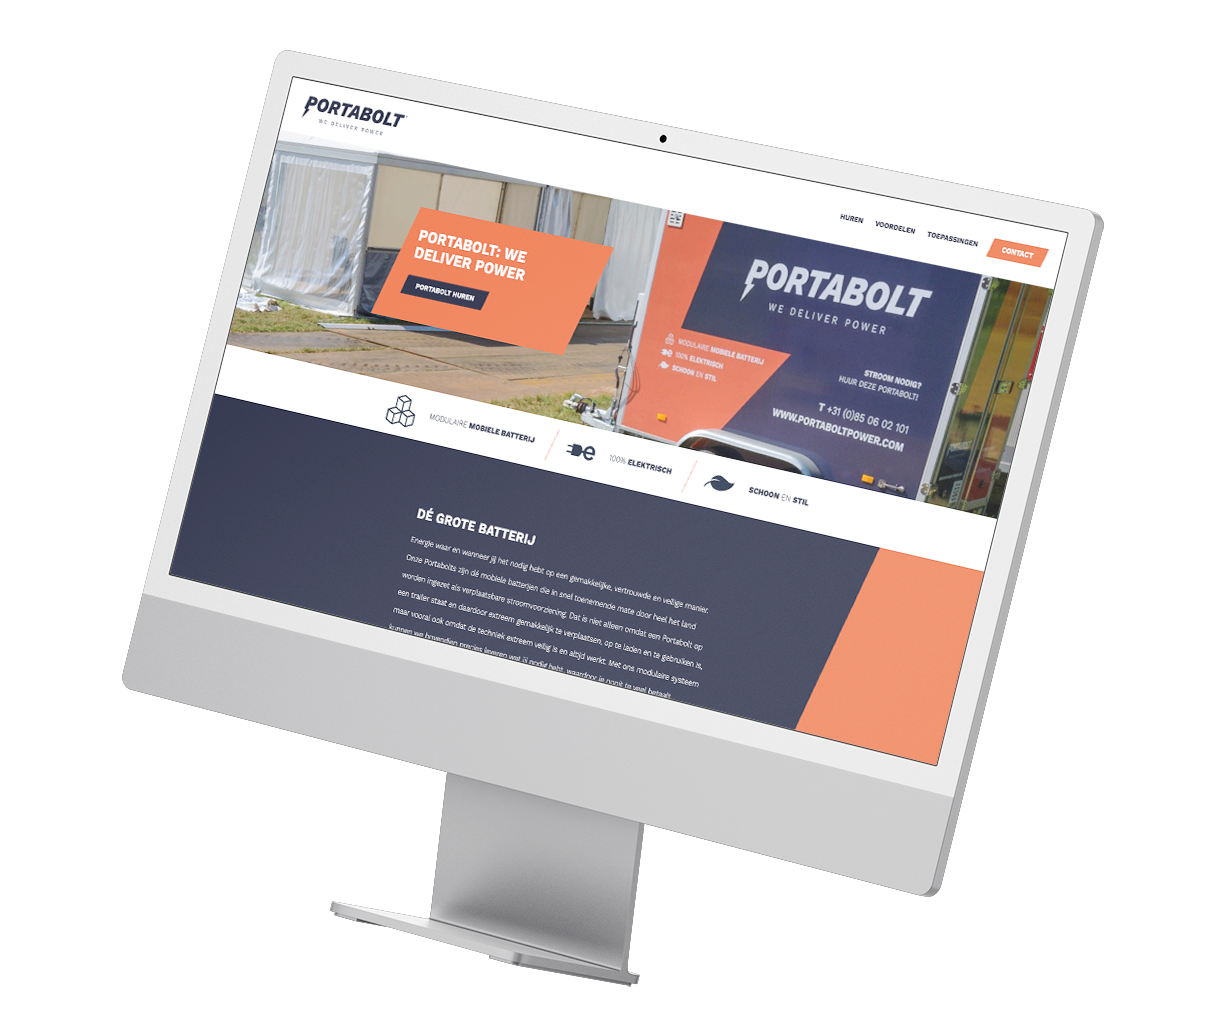 PORTABOLT
WE DELIVER POWER
HUREN
VOORDELEN
TOEPASSINGEN
CONTACT
PORTABOLT: WE
DELIVER POWER
PORTABOLT HUREN
PORTABOLT
WE DELIVER POWER
MODULAIRE MOBIELE BATTERIJ
100% ELEKTRISCH
SCHOON EN STIL
STROOM NODIG?
HUUR DEZE PORTABOLT!
T +31 (0)85 06 02 101
WWW.PORTABOLTPOWER.COM
MODULAIRE MOBIELE BATTERIJ
100% ELEKTRISCH
SCHOON EN STIL
DÉ GROTE BATTERIJ
Energie waar en wanneer jij het nodig hebt op een gemakkelijke, vertrouwde en veilige manier.
Onze Portabolts zijn dé mobiele batterijen die in snel toenemende mate door heel het land
worden ingezet als verplaatsbare stroomvoorziening. Dat is niet alleen omdat een Portabolt op
een trailer staat en daardoor extreem gemakkelijk te verplaatsen, op te laden en te gebruiken is,
maar vooral ook omdat de techniek extreem veilig is en altijd werkt. Met ons modulaire systeem
kunnen we bovendien precies leveren wat jij nodig hebt, waardoor je nooit te veel betaalt